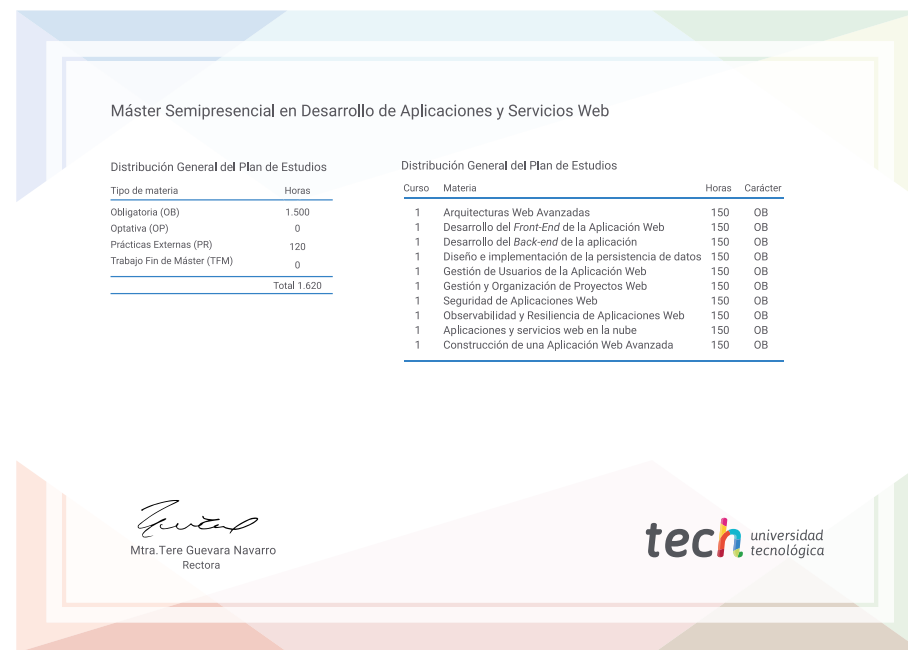 Máster Semipresencial en Desarrollo de Aplicaciones y Servicios Web
Distribución General del Plan de Estudios
Tipo de materia Horas
Obligatoria (OB) 1.500
Optativa (OP) 0
Prácticas Externas (PR) 120
Trabajo Fin de Máster (TFM) 0
Total 1.620
Distribución General del Plan de Estudios
Curso Materia Horas Carácter
1 Arquitecturas Web Avanzadas 150 OB
1 Desarrollo del Front-End de la Aplicación Web 150 OB
1 Desarrollo del Back-end de la aplicación 150 OB
1 Diseño e implementación de la persistencia de datos 150 OB
1 Gestión de Usuarios de la Aplicación Web 150 OB
1 Gestión y Organización de Proyectos Web 150 OB
1 Seguridad de Aplicaciones Web 150 OB
1 Observabilidad y Resiliencia de Aplicaciones Web 150 OB
1 Aplicaciones y servicios web en la nube 150 OB
1 Construcción de una Aplicación Web Avanzada 150 OB
Mtra.Tere Guevara Navarro
Rectora
tech universidad
tecnológica